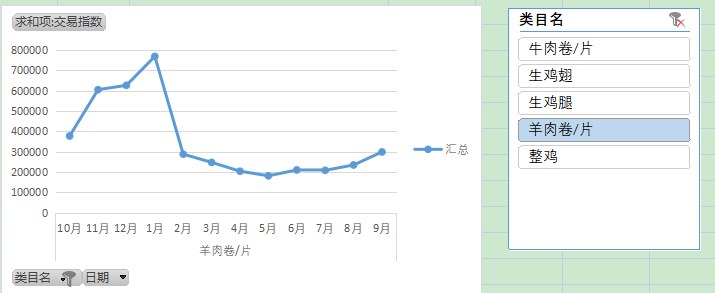 求和项:交易指数
800000
700000
600000
500000
400000
300000
200000
100000
0
10月 11月 12月 1月 2月 3月 4月 5月 6月 7月 8月 9月
羊肉卷/片
汇总
类目名 日期
类目名
牛肉卷/片
生鸡翅
生鸡腿
羊肉卷/片
整鸡